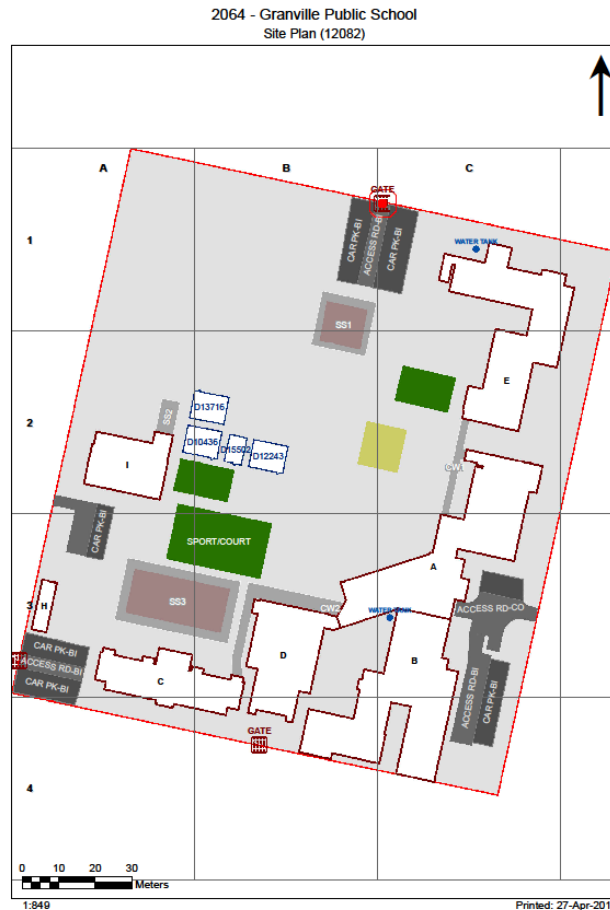 2064 - Granville Public School
Site Plan (12082)
A
B
C
GATE
1
CAR PK-BI
ACCESS RD-BI
CAR PK-BI
WATER TANK
SS1
E
2
D13716
SS2
D10436
D15502
D12243
I
CW1
CAR PK-BI
SPORT/COURT
A
3
H
SS3
CW2
WATER TANK
ACCESS RD-CO
CAR PK-BI
ACCESS RD-BI
CAR PK-BI
C
D
B
ACCESS RD-BI
CAR PK-BI
GATE
4
0 10 20 30
Meters
1:849
Printed: 27-Apr-201